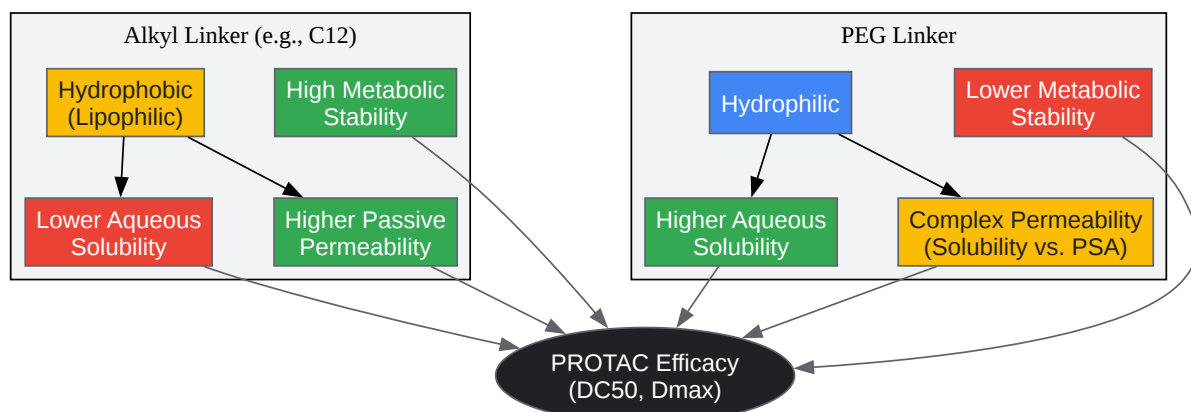 Alkyl Linker (e.g., C12)
Hydrophobic
(Lipophilic)
High Metabolic
Stability
Lower Aqueous
Solubility
Higher Passive
Permeability
PEG Linker
Hydrophilic
Lower Metabolic
Stability
Higher Aqueous
Solubility
Complex Permeability
(Solubility vs. PSA)
PROTAC Efficacy
(DC50, Dmax)